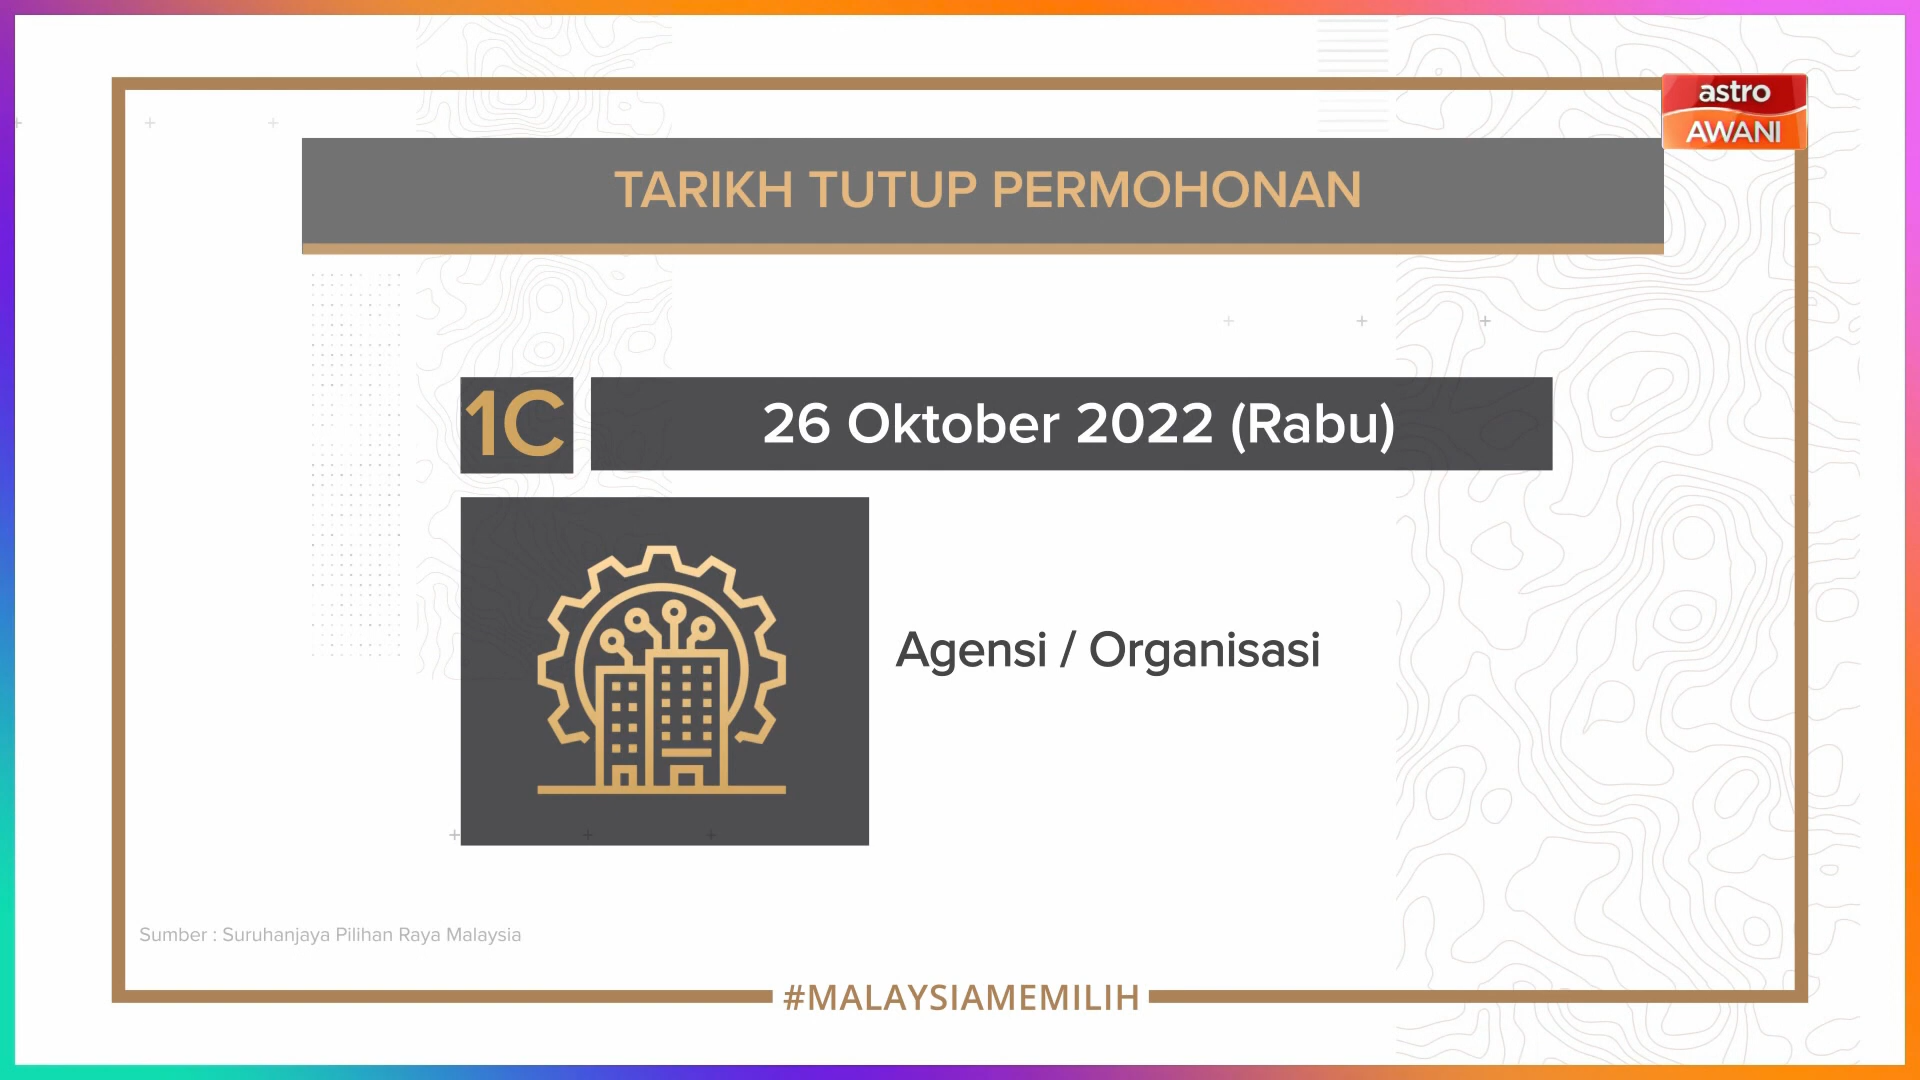 astro
AWANI
TARIKH TUTUP PERMOHONAN
1C
26 Oktober 2022 (Rabu)
Agensi / Organisasi
Sumber : Suruhanjaya Pilihan Raya Malaysia
#MALAYSIAMEMILIH